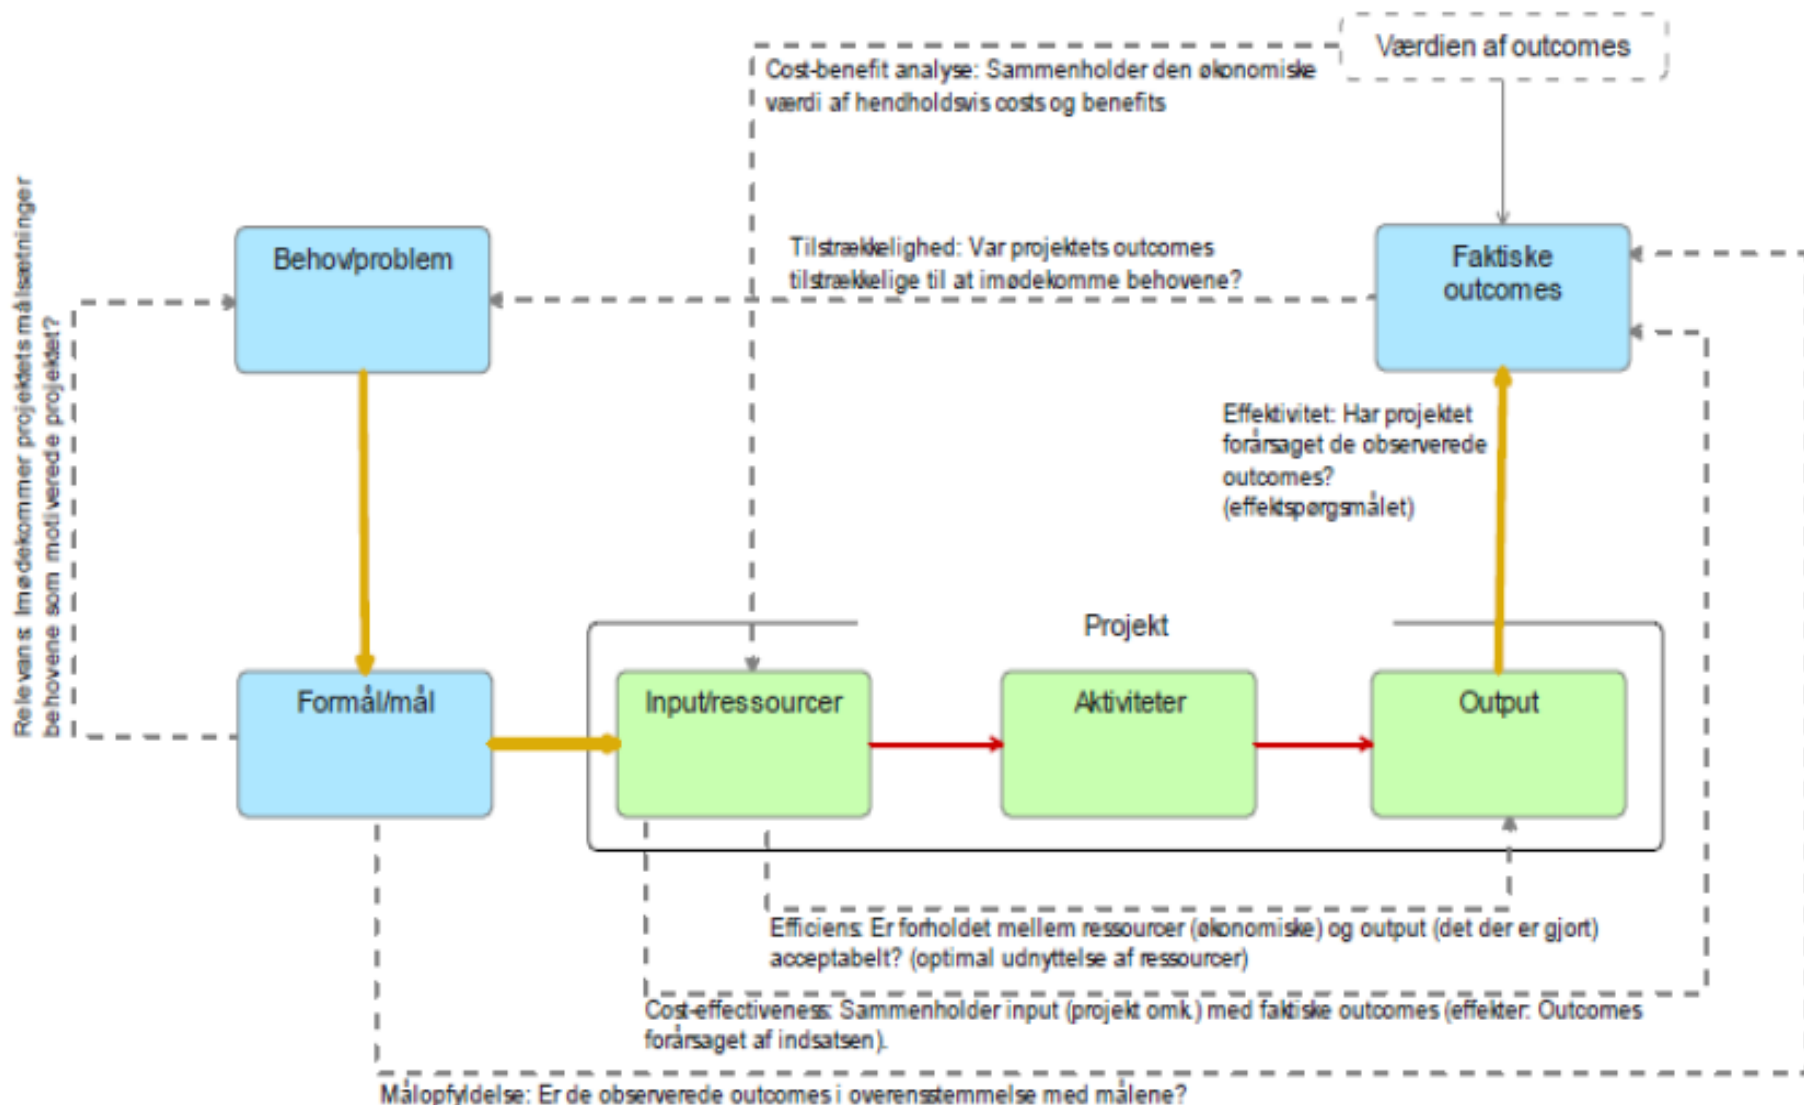 Værdien af outcomes
Cost-benefit analyse: Sammenholder den økonomiske
værdi af hendholdsvis costs og benefits
Relevans: Imødekommer projektets målsætninger
behovene som motiverede projektet?
Behov/problem
Tilstrækkelighed: Var projektets outcomes
tilstrækkelige til at imødekomme behovene?
Faktiske
outcomes
Effektivitet: Har projektet
forårsaget de observerede
outcomes?
(effektspørgsmålet)
Projekt
Formål/mål
Input/ressourcer
Aktiviteter
Output
Efficiens: Er forholdet mellem ressourcer (økonomiske) og output (det der er gjort)
acceptabelt? (optimal udnyttelse af ressourcer)
Cost-effectiveness: Sammenholder input (projekt omk.) med faktiske outcomes (effekter: Outcomes
forårsaget af indsatsen).
Målopfyldelse: Er de observerede outcomes i overensstemmelse med målene?